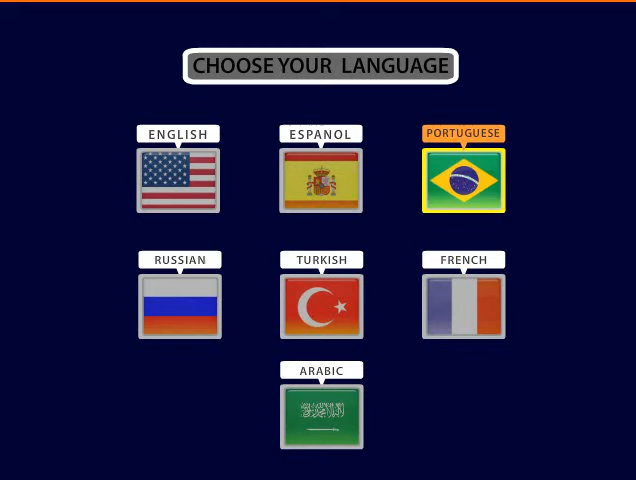 CHOOSE YOUR LANGUAGE
ENGLISH
ESPANOL
PORTUGUESE
RUSSIAN
TURKISH
FRENCH
ARABIC